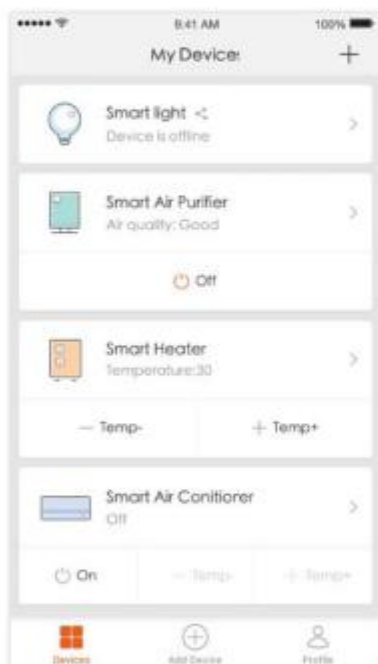 9:41 AM 100%
My Device
Smart light
Device is offline
Smart Air Purifier
Air quality: Good
Off
Smart Heater
Temperature:30
Temp- Temp+
Smart Air Conitiorer
Off
On Temp- Temp+
Devices Add Device Profile